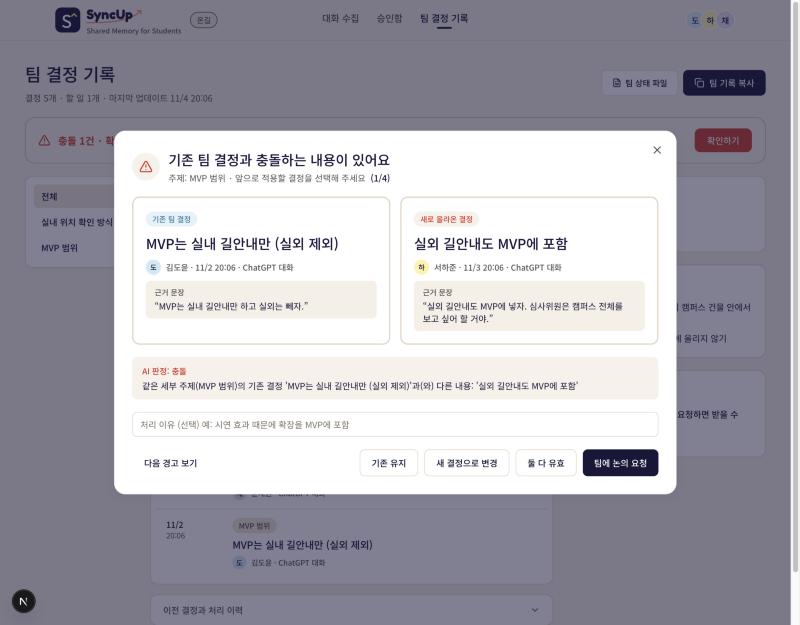 SyncUp
Shared Memory for Students
온길
대화 수집
승인함
팀 결정 기록
도 하 채
팀 결정 기록
결정 5개 · 할 일 1개 · 마지막 업데이트 11/4 20:06
팀 상태 파일
팀 기록 복사
충돌 1건 · 확
확인하기
전체
실내 위치 확인 방식
MVP 범위
기존 팀 결정과 충돌하는 내용이 있어요
주제: MVP 범위 · 앞으로 적용할 결정을 선택해 주세요 (1/4)
기존 팀 결정
MVP는 실내 길안내만 (실외 제외)
도 김도윤 · 11/2 20:06 · ChatGPT 대화
근거 문장
“MVP는 실내 길안내만 하고 실외는 빼자.”
새로 올라온 결정
실외 길안내도 MVP에 포함
하 서하준 · 11/3 20:06 · ChatGPT 대화
근거 문장
“실외 길안내도 MVP에 넣자. 심사위원은 캠퍼스 전체를
보고 싶어 할 거야.”
AI 판정: 충돌
같은 세부 주제(MVP 범위)의 기존 결정 'MVP는 실내 길안내만 (실외 제외)'과(와) 다른 내용: '실외 길안내도 MVP에 포함'
처리 이유 (선택) 예: 시연 효과 때문에 확장을 MVP에 포함
다음 경고 보기
기존 유지
새 결정으로 변경
둘 다 유효
팀에 논의 요청
캠퍼스 건물 안에서
에 올리지 않기
요청하면 받을 수
11/2
20:06
MVP 범위
MVP는 실내 길안내만 (실외 제외)
도 김도윤 · ChatGPT 대화
이전 결정과 처리 이력
N